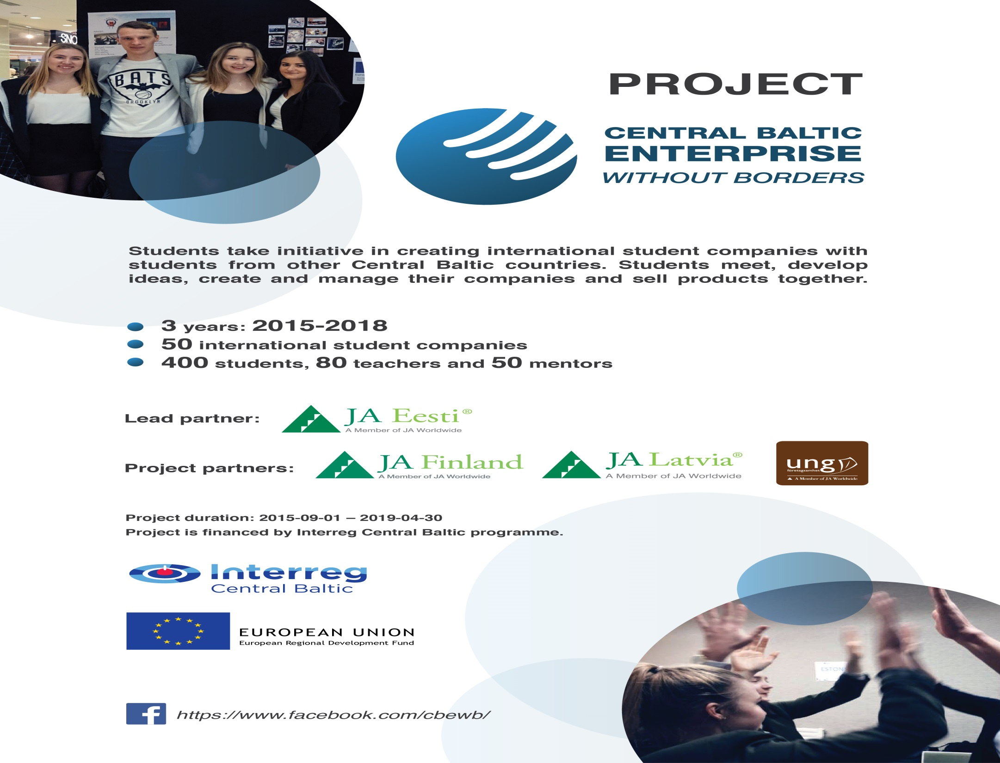 SNO
BATS
BROOKLYN
PROJECT
CENTRAL BALTIC
ENTERPRISE
WITHOUT BORDERS
Students take initiative in creating international student companies with
students from other Central Baltic countries. Students meet, develop
ideas, create and manage their companies and sell products together.
3 years: 2015-2018
50 international student companies
400 students, 80 teachers and 50 mentors
Lead partner:
JA Eesti®
A Member of JA Worldwide
Project partners:
JA Finland
A Member of JA Worldwide
JA Latvia®
A Member of JA Worldwide
ung
företagsamhet
A Member of JA Worldwide
Project duration: 2015-09-01 – 2019-04-30
Project is financed by Interreg Central Baltic programme.
Interreg
Central Baltic
EUROPEAN UNION
European Regional Development Fund
ESTON
f https://www.facebook.com/cbewb/